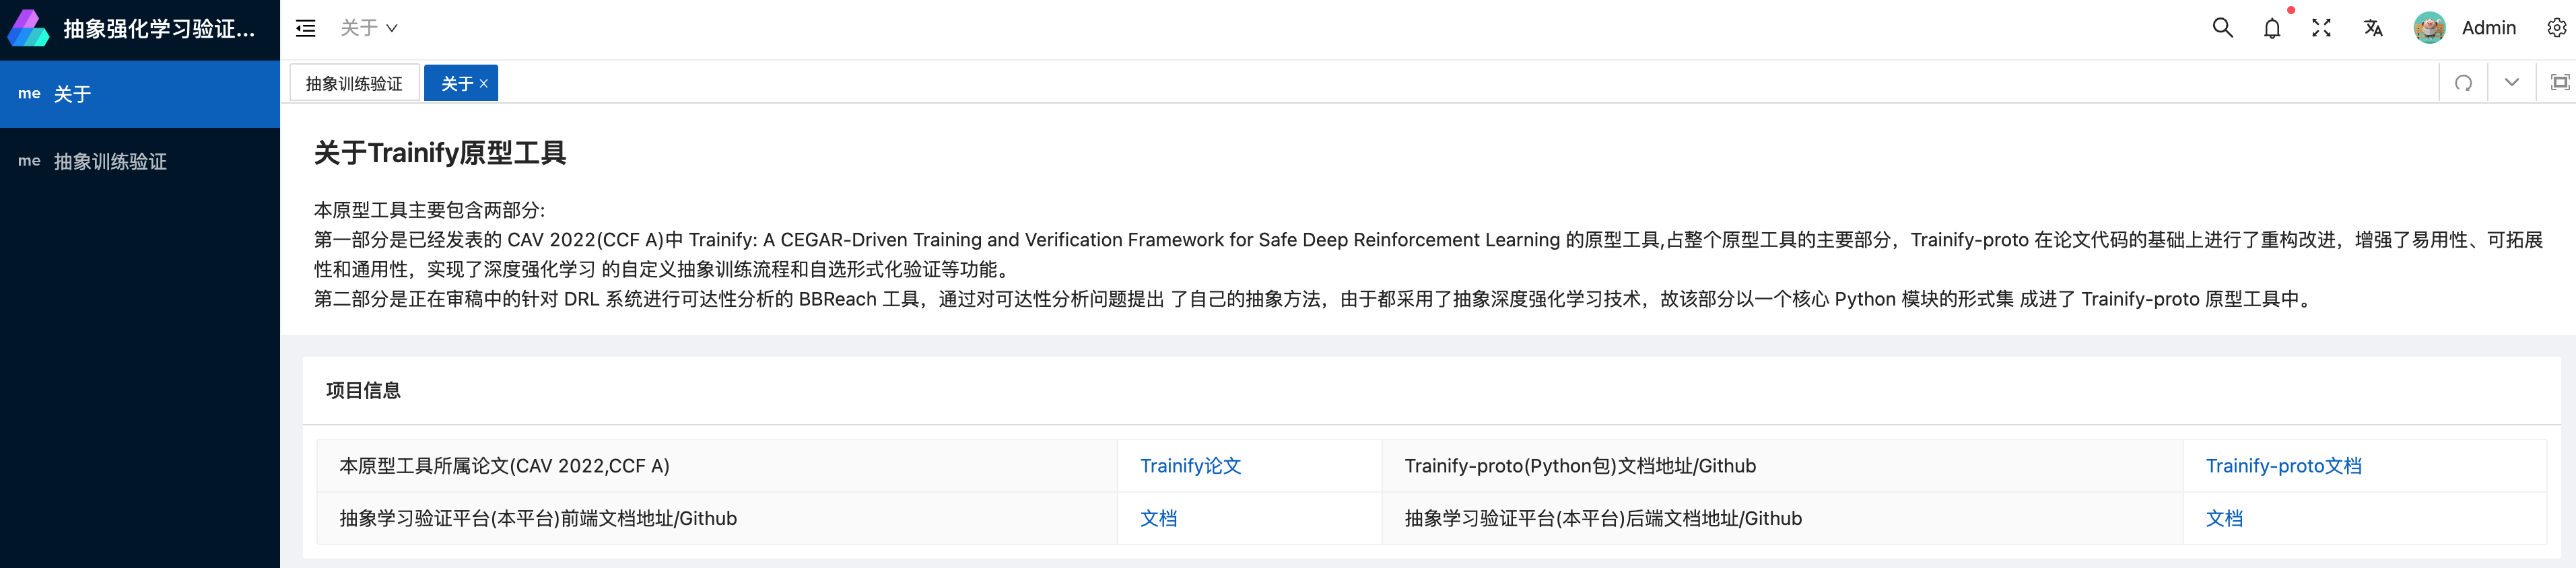 抽象强化学习验证...
关于
Admin
me 关于
me 抽象训练验证
抽象训练验证
关于 ×
关于Trainify原型工具
本原型工具主要包含两部分:
第一部分是已经发表的 CAV 2022(CCF A)中 Trainify: A CEGAR-Driven Training and Verification Framework for Safe Deep Reinforcement Learning 的原型工具,占整个原型工具的主要部分，Trainify-proto 在论文代码的基础上进行了重构改进，增强了易用性、可拓展
性和通用性，实现了深度强化学习 的自定义抽象训练流程和自选形式化验证等功能。
第二部分是正在审稿中的针对 DRL 系统进行可达性分析的 BBReach 工具，通过对可达性分析问题提出 了自己的抽象方法，由于都采用了抽象深度强化学习技术，故该部分以一个核心 Python 模块的形式集 成进了 Trainify-proto 原型工具中。
项目信息
本原型工具所属论文(CAV 2022,CCF A) Trainify论文 Trainify-proto(Python包)文档地址/Github Trainify-proto文档
抽象学习验证平台(本平台)前端文档地址/Github 文档 抽象学习验证平台(本平台)后端文档地址/Github 文档